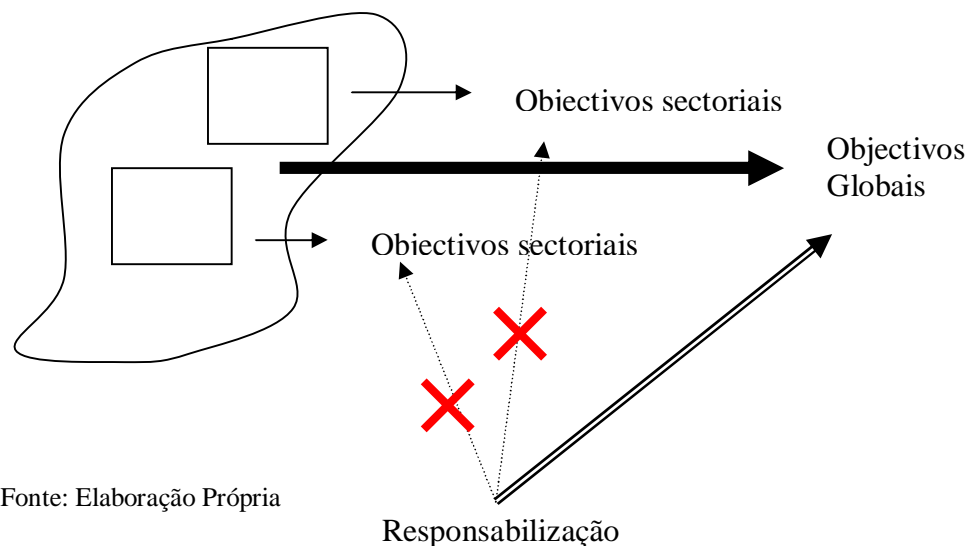 Objectivos sectoriais
Objectivos
Globais
Objectivos sectoriais
Fonte: Elaboração Própria
Responsabilização